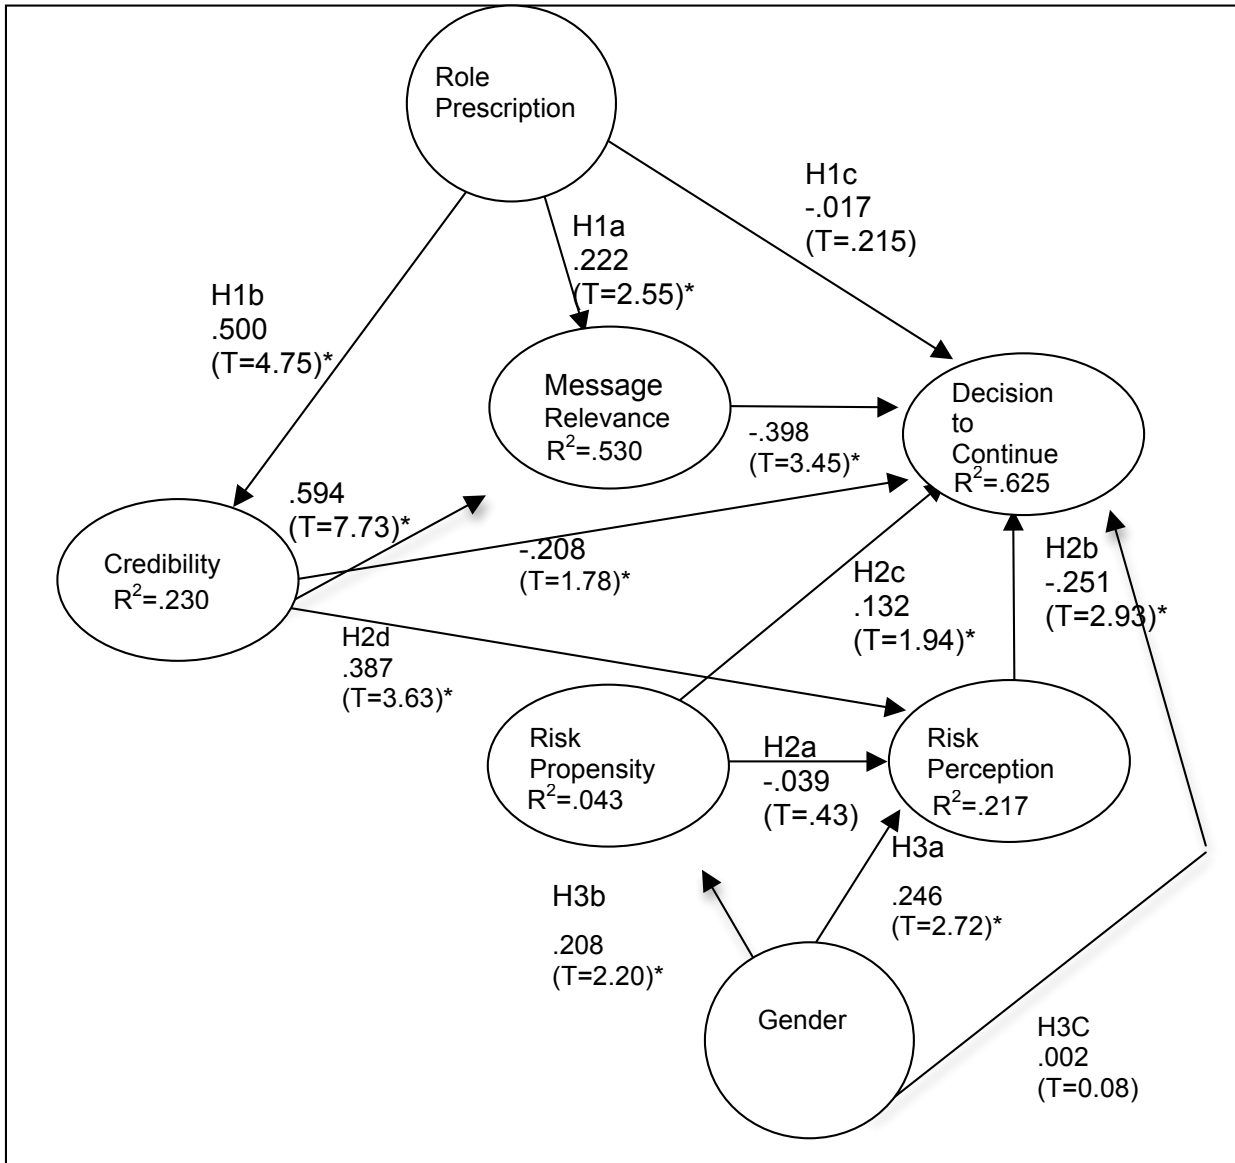 Role
Prescription
H1c
-.017
(T=.215)
H1a
.222
(T=2.55)*
H1b
.500
(T=4.75)*
Message
Relevance
R²=.530
Decision
to
Continue
R²=.625
-.398
(T=3.45)*
.594
(T=7.73)*
Credibility
R²=.230
-.208
(T=1.78)*
H2c
.132
(T=1.94)*
H2b
-.251
(T=2.93)*
H2d
.387
(T=3.63)*
Risk
Propensity
R²=.043
H2a
-.039
(T=.43)
Risk
Perception
R²=.217
H3a
.246
(T=2.72)*
H3b
.208
(T=2.20)*
Gender
H3C
.002
(T=0.08)